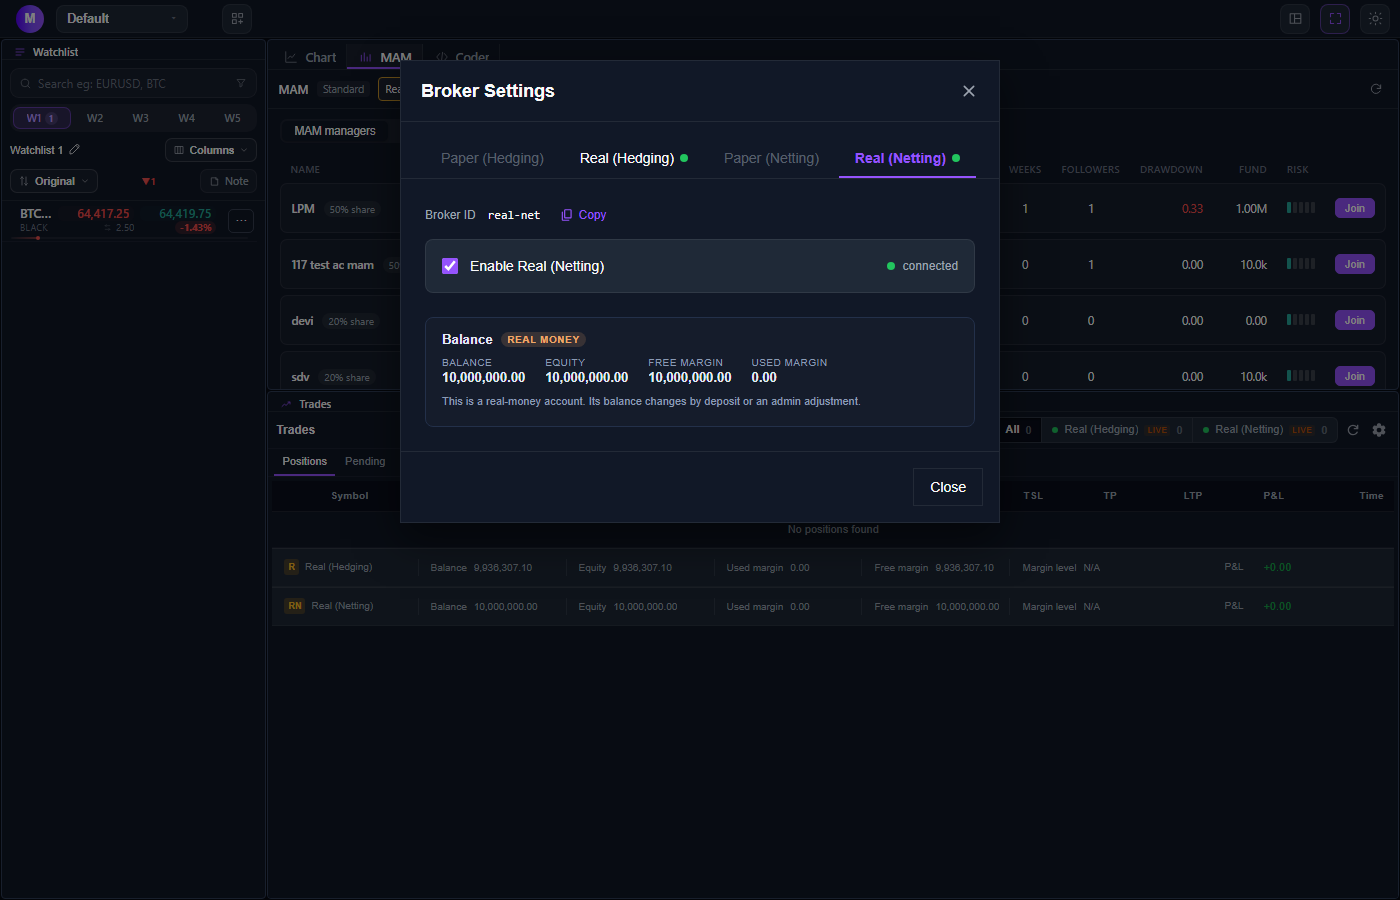 M Default
Watchlist
Search eg: EURUSD, BTC
W1 1 W2 W3 W4 W5
Watchlist 1 Columns
Original ▼1 Note
BTC... 64,417.25 64,419.75 ...
BLACK 2.50 -1.43%
Chart MAM Coder
MAM Standard Rea
MAM managers
NAME WEEKS FOLLOWERS DRAWDOWN FUND RISK
LPM 50% share 1 1 0.33 1.00M Join
117 test ac mam 50 0 1 0.00 10.0k Join
devi 20% share 0 0 0.00 0.00 Join
sdv 20% share 0 0 0.00 10.0k Join
Broker Settings
Paper (Hedging) Real (Hedging) Paper (Netting) Real (Netting)
Broker ID real-net Copy
Enable Real (Netting) connected
Balance REAL MONEY
BALANCE EQUITY FREE MARGIN USED MARGIN
10,000,000.00 10,000,000.00 10,000,000.00 0.00
This is a real-money account. Its balance changes by deposit or an admin adjustment.
Close
Trades
Trades All 0 Real (Hedging) LIVE 0 Real (Netting) LIVE 0
Positions Pending
Symbol TSL TP LTP P&L Time
No positions found
R Real (Hedging) Balance 9,936,307.10 Equity 9,936,307.10 Used margin 0.00 Free margin 9,936,307.10 Margin level N/A P&L +0.00
RN Real (Netting) Balance 10,000,000.00 Equity 10,000,000.00 Used margin 0.00 Free margin 10,000,000.00 Margin level N/A P&L +0.00